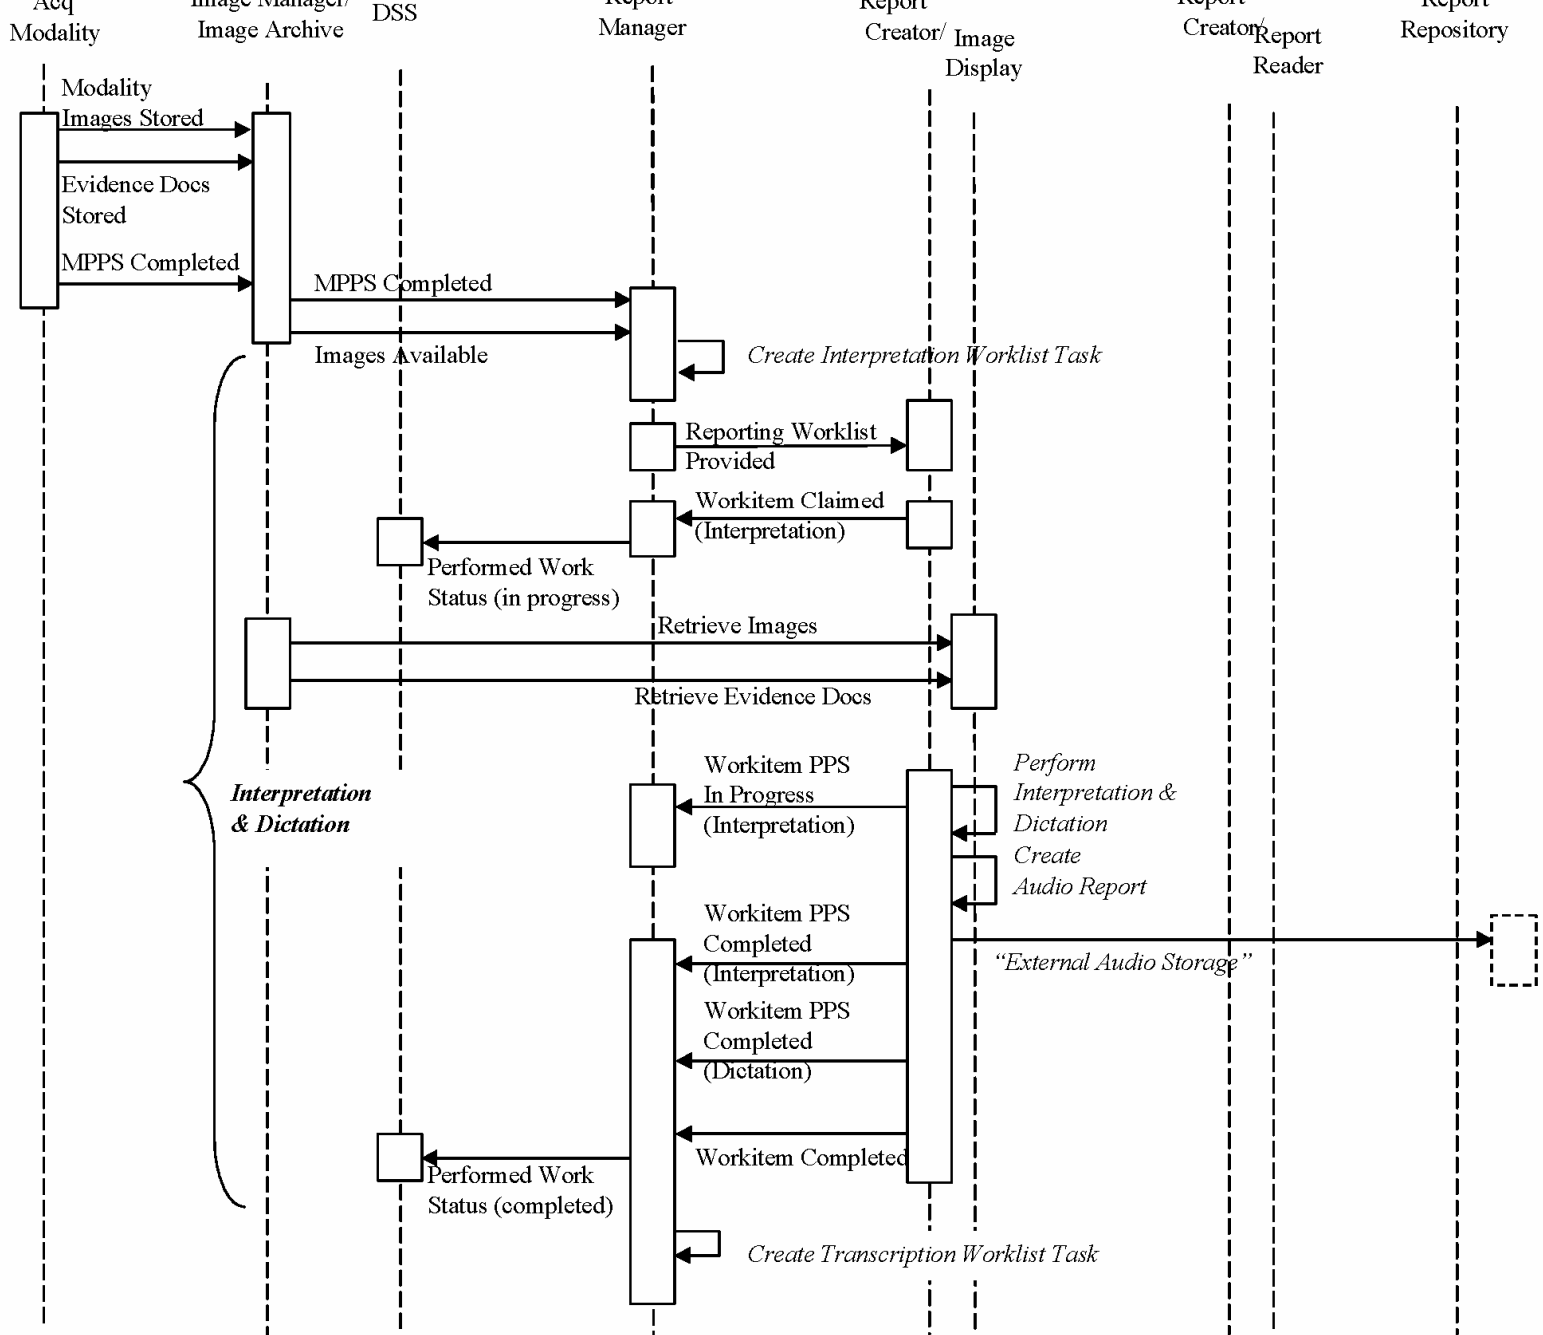 Acq
Modality
Image Manager/
Image Archive
DSS
Report
Manager
Report
Creator/
Image
Display
Report
Creator/
Report
Reader
Report
Repository
Modality
Images Stored
Evidence Docs
Stored
MPPS Completed
MPPS Completed
Images Available
Create Interpretation Worklist Task
Reporting Worklist
Provided
Workitem Claimed
(Interpretation)
Performed Work
Status (in progress)
Retrieve Images
Retrieve Evidence Docs
Interpretation
& Dictation
Workitem PPS
In Progress
(Interpretation)
Perform
Interpretation &
Dictation
Create
Audio Report
Workitem PPS
Completed
(Interpretation)
“External Audio Storage”
Workitem PPS
Completed
(Dictation)
Workitem Completed
Performed Work
Status (completed)
Create Transcription Worklist Task